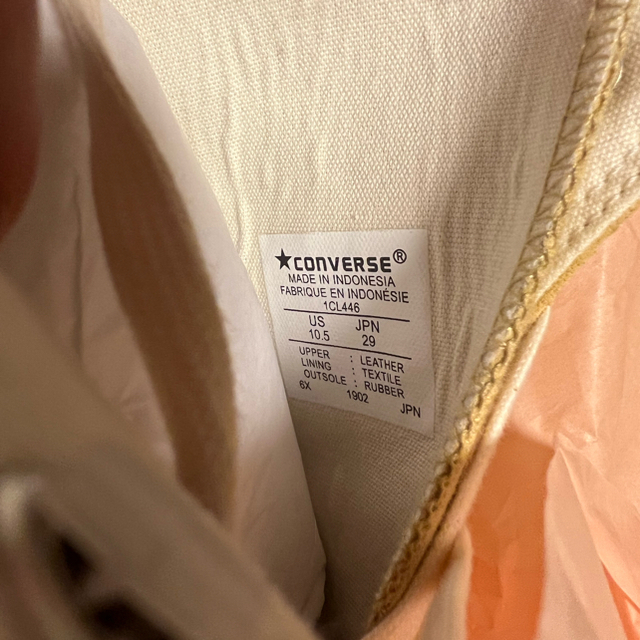 ★CONVERSE®
MADE IN INDONESIA
FABRIQUE EN INDONÉSIE
1CL446
US JPN
10.5 29
UPPER : LEATHER
LINING : TEXTILE
OUTSOLE : RUBBER
6X 1902 JPN